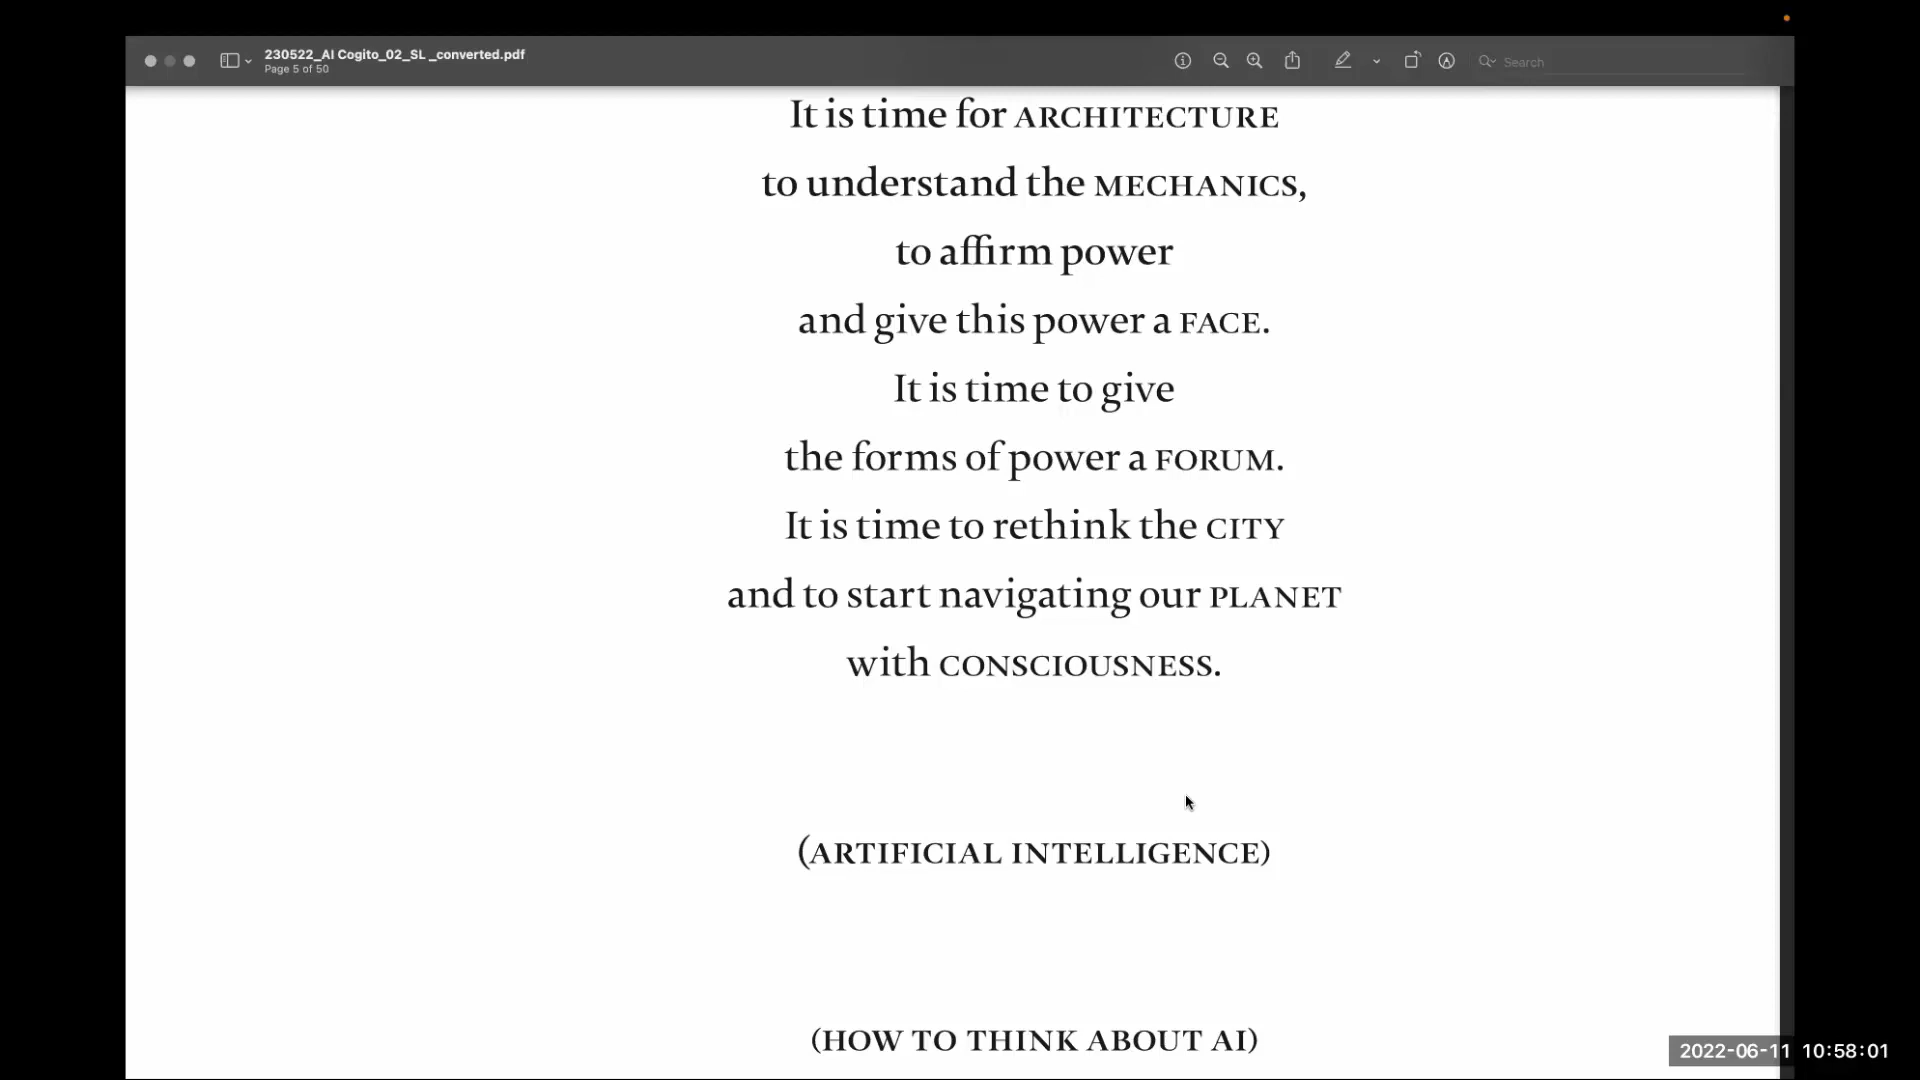 230522_AI Cogito_02_SL _converted.pdf
Page 5 of 50
Search
It is time for ARCHITECTURE
to understand the MECHANICS,
to affirm power
and give this power a FACE.
It is time to give
the forms of power a FORUM.
It is time to rethink the CITY
and to start navigating our PLANET
with CONSCIOUSNESS.
(ARTIFICIAL INTELLIGENCE)
(HOW TO THINK ABOUT AI)
2022-06-11 10:58:01